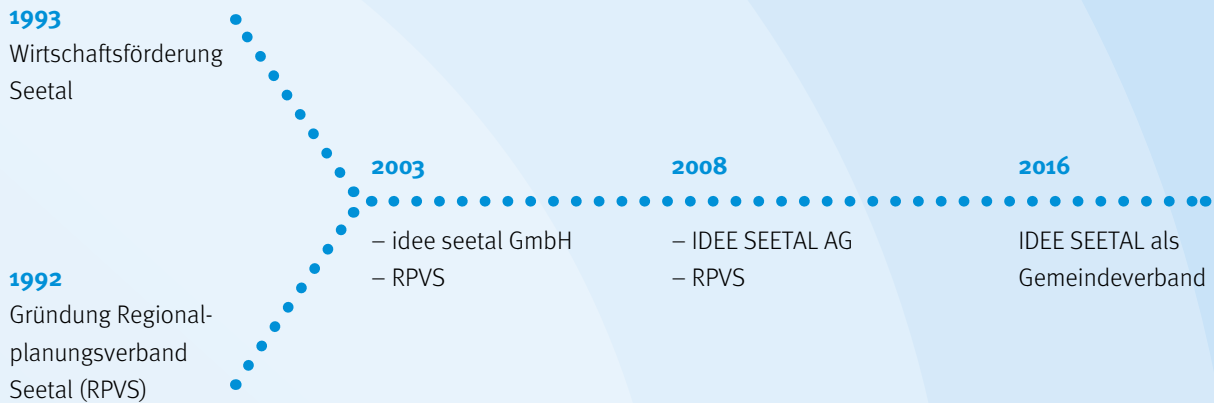 1993
Wirtschaftsförderung
Seetal
1992
Gründung Regional-
planungsverband
Seetal (RPVS)
2003
– idee seetal GmbH
– RPVS
2008
– IDEE SEETAL AG
– RPVS
2016
IDEE SEETAL als
Gemeindeverband